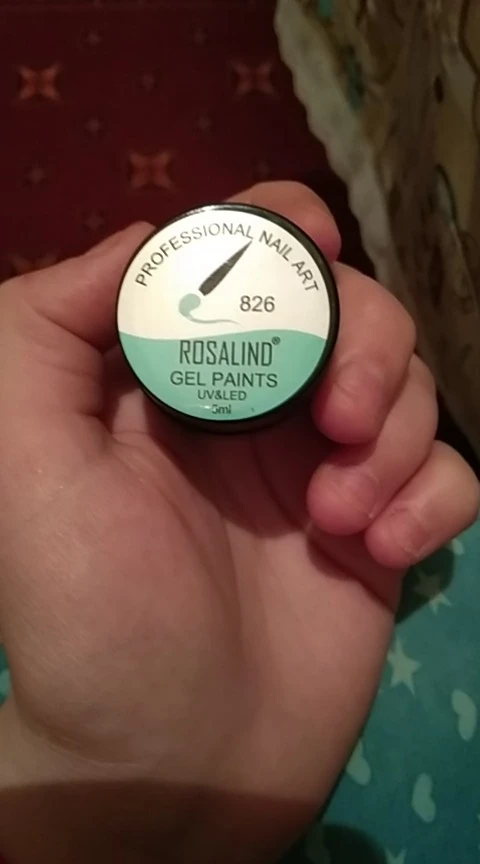 PROFESSIONAL NAIL ART
826
ROSALIND®
GEL PAINTS
UV&LED
5ml